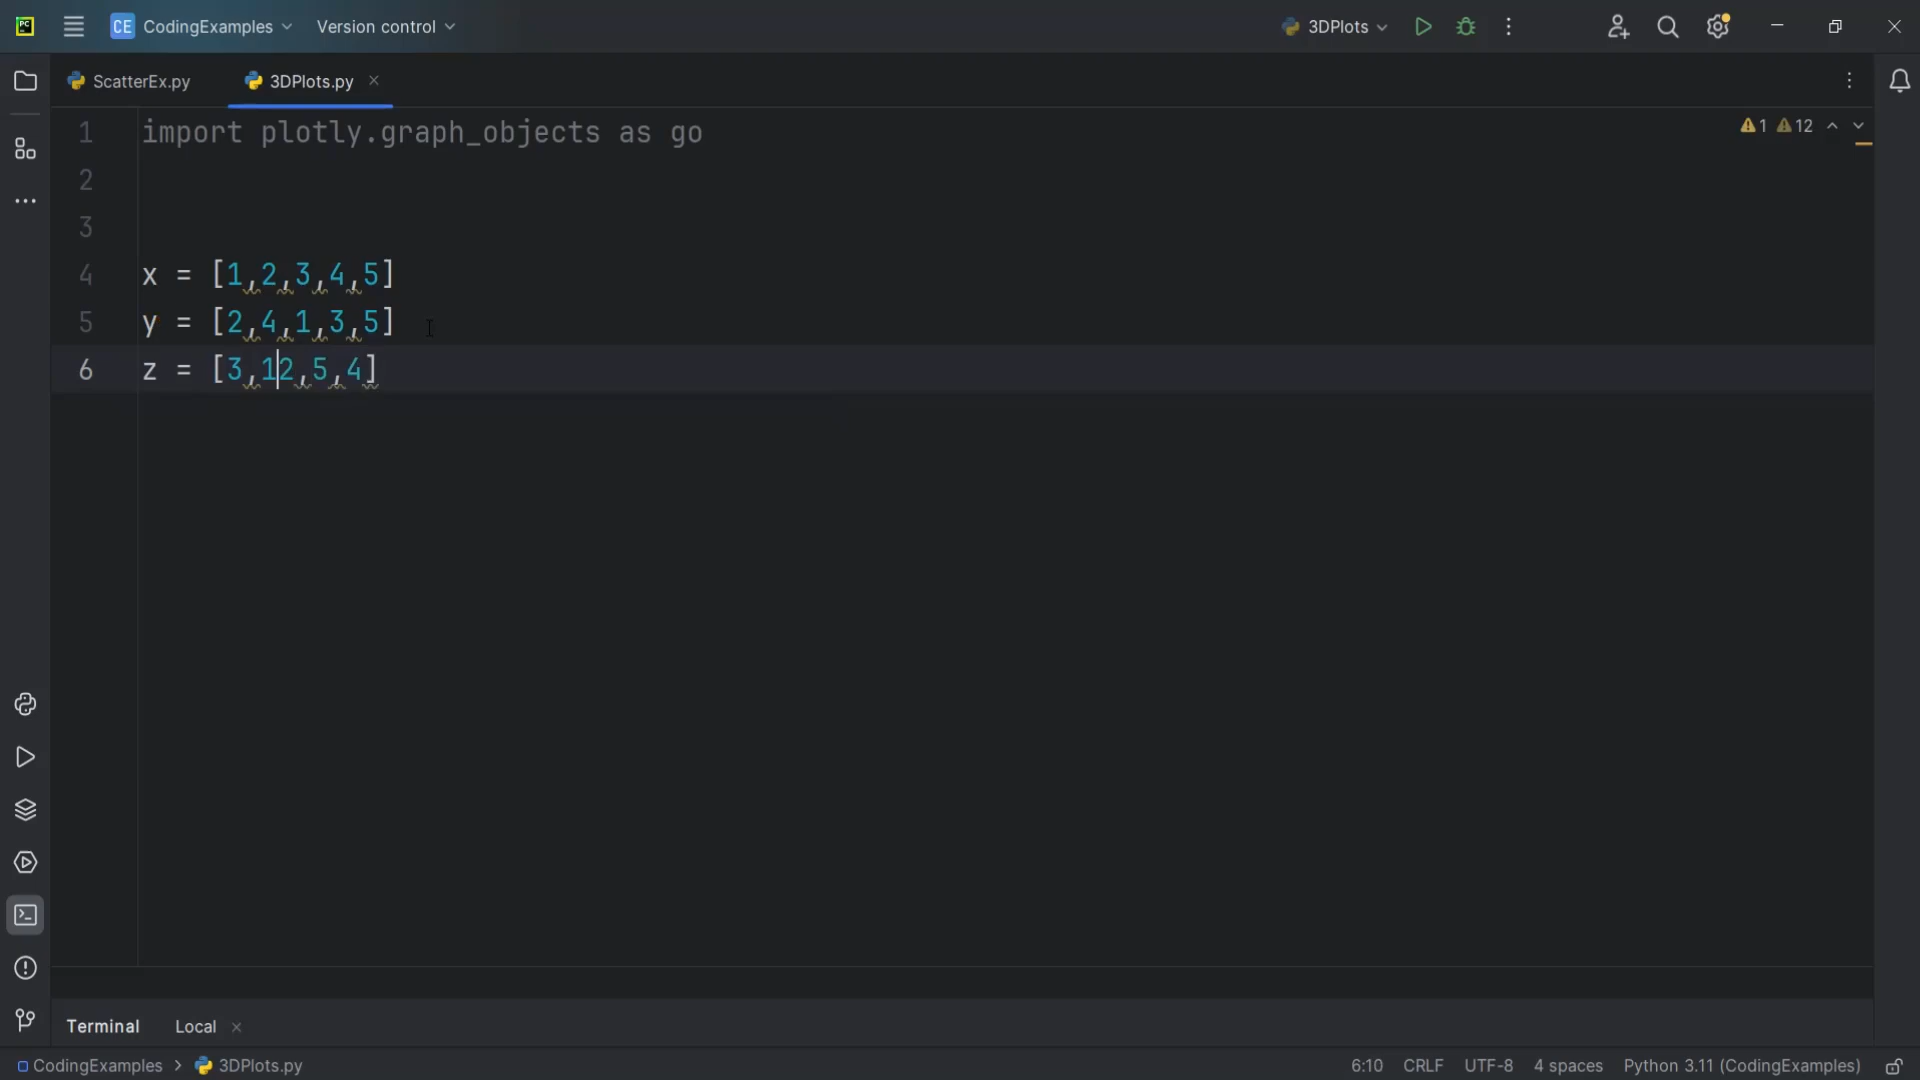 PC CE CodingExamples Version control 3DPlots
ScatterEx.py 3DPlots.py
1 import plotly.graph_objects as go 1 12
2
3
4 x = [1,2,3,4,5]
5 y = [2,4,1,3,5]
6 z = [3,12,5,4]
Terminal Local
CodingExamples > 3DPlots.py 6:10 CRLF UTF-8 4 spaces Python 3.11 (CodingExamples)